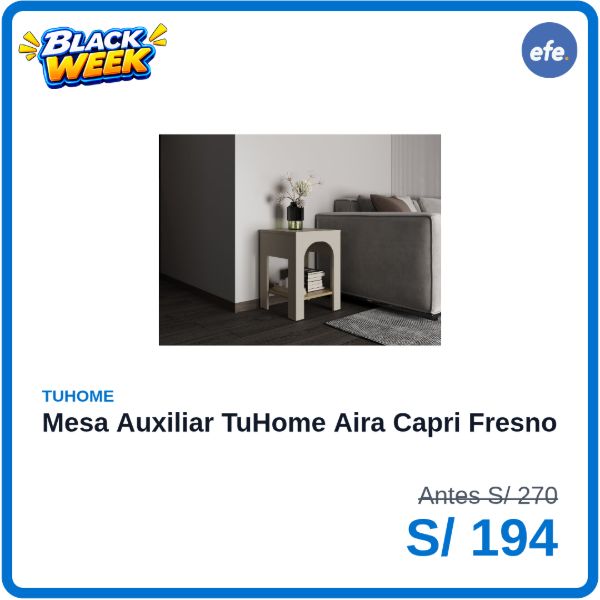 BLACK
WEEK
efe.
TUHOME
Mesa Auxiliar TuHome Aira Capri Fresno
Antes S/ 270
S/ 194